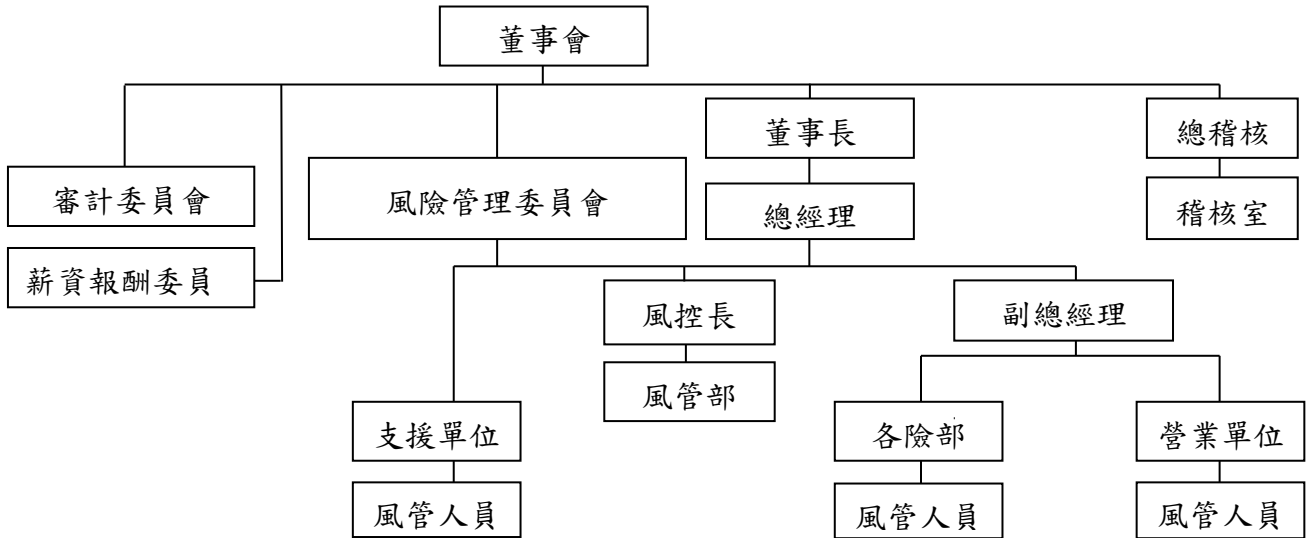 董事會
董事長
總稽核
審計委員會
風險管理委員會
總經理
稽核室
薪資報酬委員
風控長
副總經理
風管部
支援單位
各險部
營業單位
風管人員
風管人員
風管人員